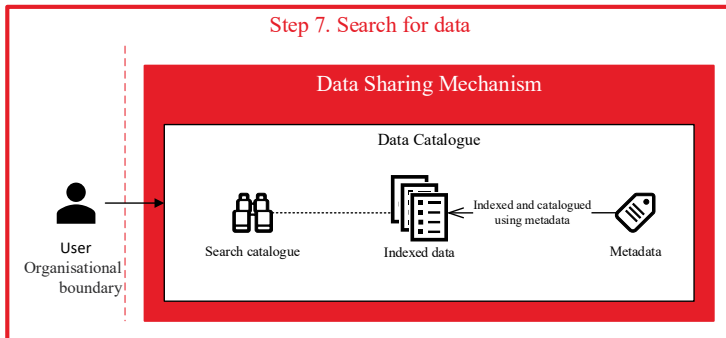 Step 7. Search for data
Data Sharing Mechanism
Data Catalogue
Indexed and catalogued
using metadata
User
Organisational
boundary
Search catalogue
Indexed data
Metadata